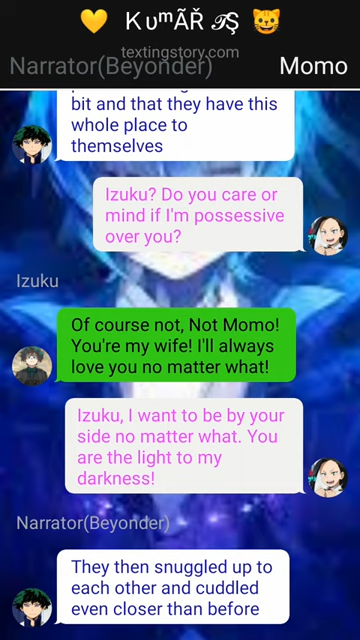 💛 Kυᵐ ÃŘ 𝒯Ş 😺
textingstory.com
Narrator(Beyonder) Momo
bit and that they have this
whole place to
themselves
Izuku? Do you care or
mind if I'm possessive
over you?
Izuku
Of course not, Not Momo!
You're my wife! I'll always
love you no matter what!
Izuku, I want to be by your
side no matter what. You
are the light to my
darkness!
Narrator(Beyonder)
They then snuggled up to
each other and cuddled
even closer than before